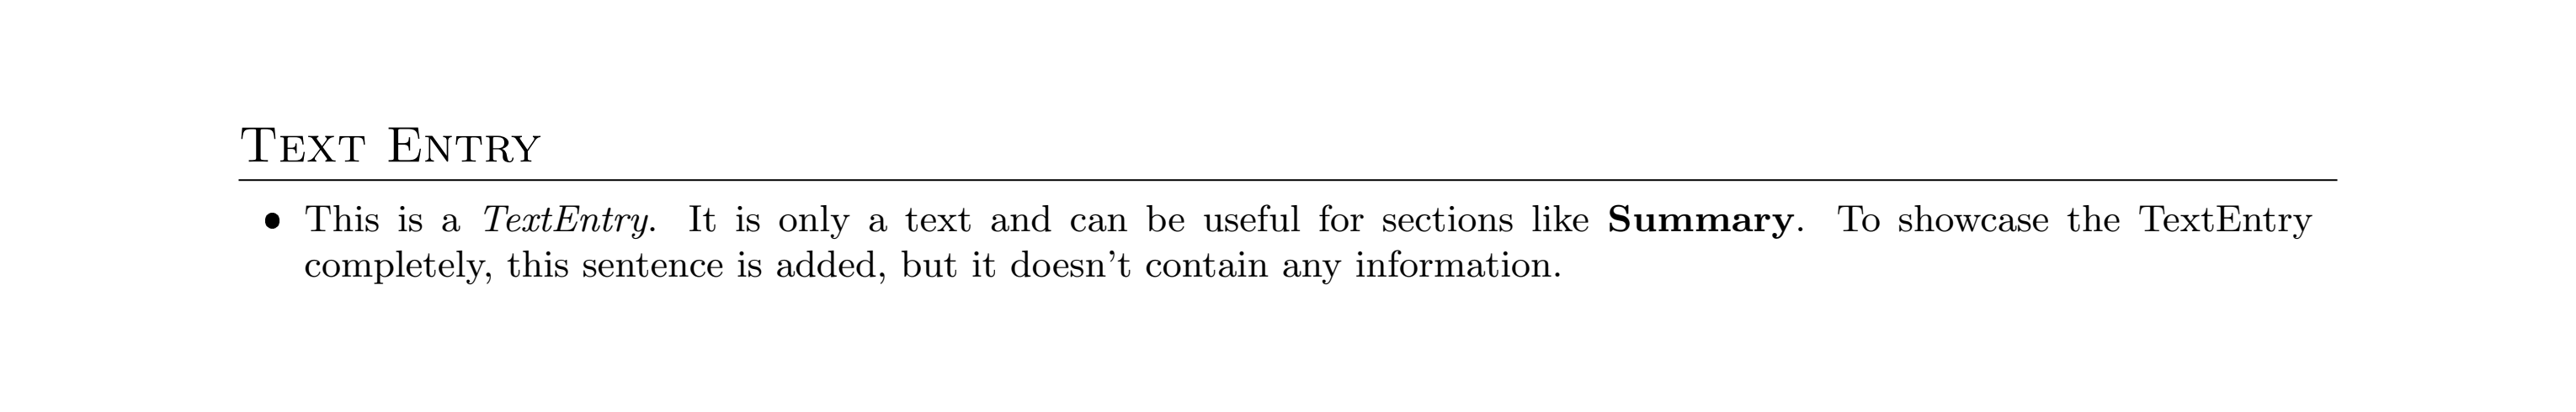 Text Entry
• This is a TextEntry. It is only a text and can be useful for sections like Summary. To showcase the TextEntry
completely, this sentence is added, but it doesn't contain any information.